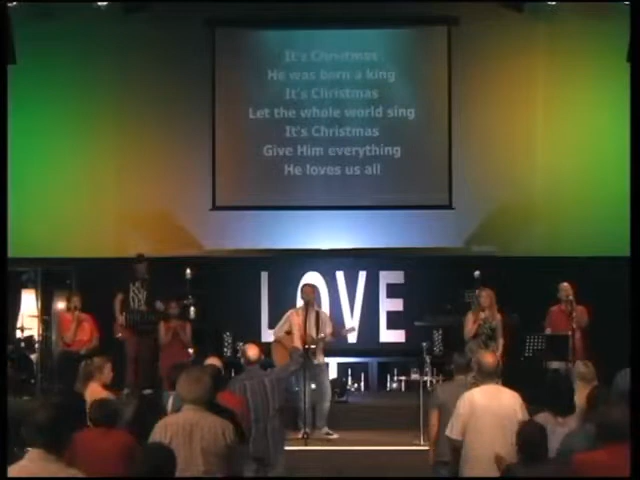 It's Christmas
He was born a king
It's Christmas
Let the whole world sing
It's Christmas
Give Him everything
He loves us all
LOVE